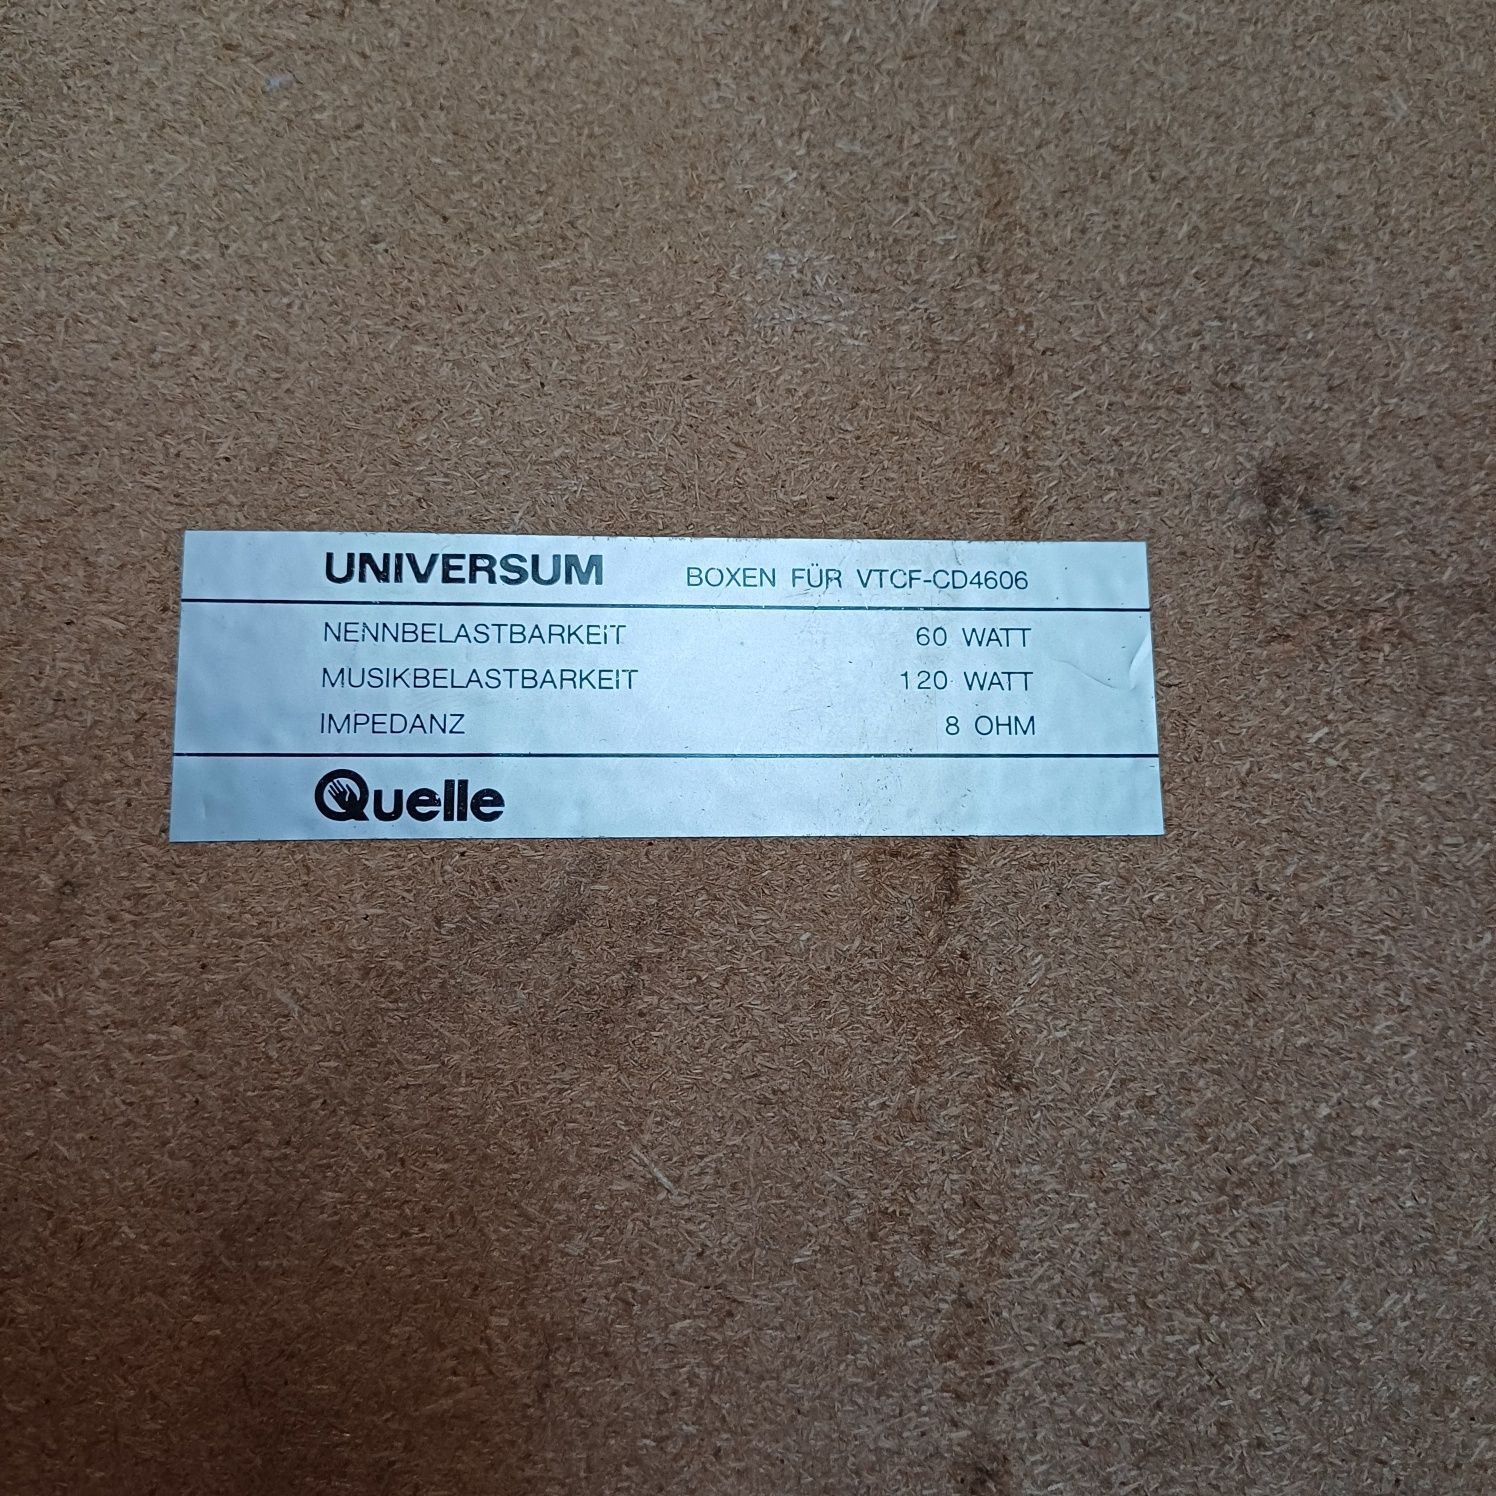 UNIVERSUM BOXEN FÜR VTCF-CD4606
NENNBELASTBARKEIT 60 WATT
MUSIKBELASTBARKEIT 120 WATT
IMPEDANZ 8 OHM
Quelle